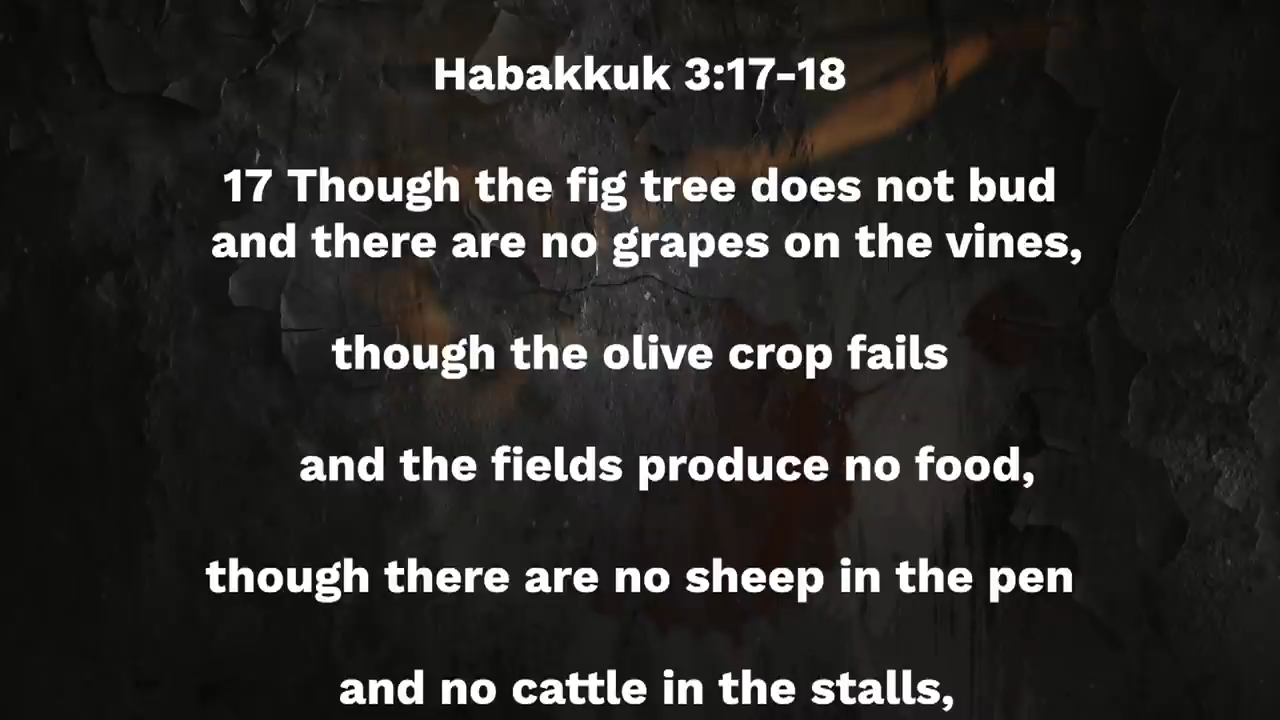 Habakkuk 3:17-18
17 Though the fig tree does not bud
and there are no grapes on the vines,
though the olive crop fails
and the fields produce no food,
though there are no sheep in the pen
and no cattle in the stalls,